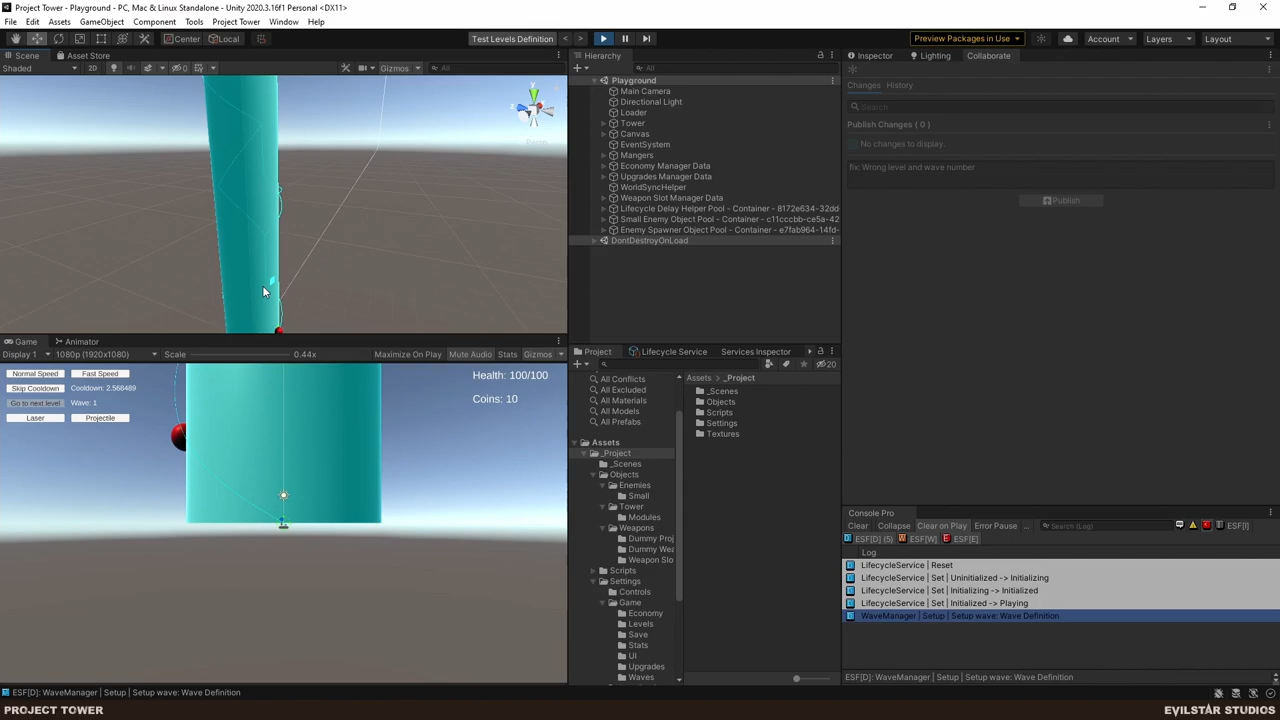 Project Tower - Playground - PC, Mac & Linux Standalone - Unity 2020.3.16f1 Personal <DX11>
File Edit Assets GameObject Component Tools Project Tower Window Help
Center Local Test Levels Definition Preview Packages in Use Account Layers Layout
Scene Asset Store
Shaded 2D 0 Gizmos All
Y
Z
Persp
Game Animator
Display 1 1080p (1920x1080) Scale 0.44x Maximize On Play Mute Audio Stats Gizmos
Normal Speed Fast Speed
Skip Cooldown Cooldown: 2.568489
Go to next level Wave: 1
Laser Projectile
Health: 100/100
Coins: 10
Hierarchy
All
Playground
Main Camera
Directional Light
Loader
Tower
Canvas
EventSystem
Mangers
Economy Manager Data
Upgrades Manager Data
WorldSyncHelper
Weapon Slot Manager Data
Lifecycle Delay Helper Pool - Container - 8172e634-32dd
Small Enemy Object Pool - Container - c11cccbb-ce5a-42
Enemy Spawner Object Pool - Container - e7fab964-14fd-
DontDestroyOnLoad
Project Lifecycle Service Services Inspector
20
All Conflicts
All Excluded
All Materials
All Models
All Prefabs
Assets
_Project
_Scenes
Objects
Enemies
Small
Tower
Modules
Weapons
Dummy Proj
Dummy Wea
Weapon Slo
Scripts
Settings
Controls
Game
Economy
Levels
Save
Stats
UI
Upgrades
Waves
Assets _Project
_Scenes
Objects
Scripts
Settings
Textures
Inspector Lighting Collaborate
Changes History
Search
Publish Changes ( 0 )
No changes to display.
fix: Wrong level and wave number
Publish
Console Pro
Clear Collapse Clear on Play Error Pause ... Search (Log) ESF[I]
ESF[D] (5) ESF[W] ESF[E]
Log
LifecycleService | Reset
LifecycleService | Set | Uninitialized -> Initializing
LifecycleService | Set | Initializing -> Initialized
LifecycleService | Set | Initialized -> Playing
WaveManager | Setup | Setup wave: Wave Definition
ESF[D]: WaveManager | Setup | Setup wave: Wave Definition
ESF[D]: WaveManager | Setup | Setup wave: Wave Definition
PROJECT TOWER
EVILSTAR STUDIOS